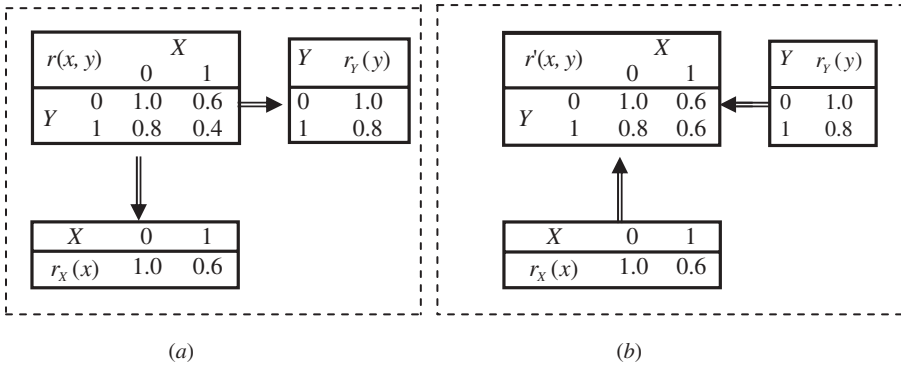 r(x, y) X
0 1
Y 0 1.0 0.6
1 0.8 0.4
Y r_Y(y)
0 1.0
1 0.8
X 0 1
r_X(x) 1.0 0.6
(a)
r'(x, y) X
0 1
Y 0 1.0 0.6
1 0.8 0.6
Y r_Y(y)
0 1.0
1 0.8
X 0 1
r_X(x) 1.0 0.6
(b)